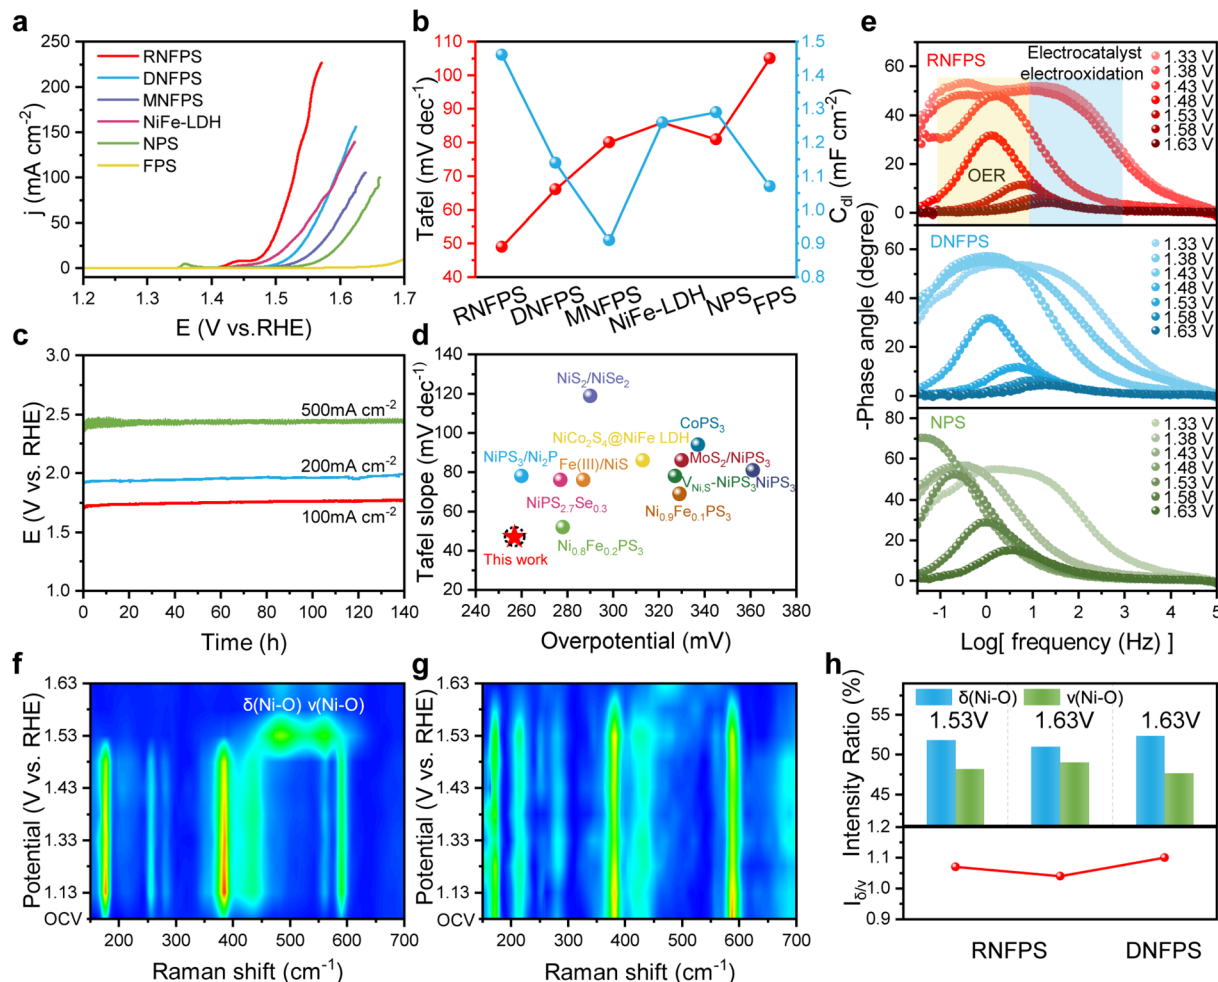 a
250
200
150
100
50
0
j (mA cm⁻²)
RNFPS
DNFPS
MNFPS
NiFe-LDH
NPS
FPS
1.2 1.3 1.4 1.5 1.6 1.7
E (V vs.RHE)
b
110
100
90
80
70
60
50
40
Tafel (mV dec⁻¹)
1.5
1.4
1.3
1.2
1.1
1.0
0.9
0.8
C_dl (mF cm⁻²)
RNFPS DNFPS MNFPS NiFe-LDH NPS FPS
c
3.0
2.5
2.0
1.5
1.0
E (V vs. RHE)
500mA cm⁻²
200mA cm⁻²
100mA cm⁻²
0 20 40 60 80 100 120 140
Time (h)
d
140
120
100
80
60
40
20
Tafel slope (mV dec⁻¹)
NiS₂/NiSe₂
CoPS₃
NiCo₂S₄@NiFe LDH
NiPS₃/Ni₂P
Fe(III)/NiS
MoS₂/NiPS₃
V_Ni,S-NiPS₃
NiPS₃
NiPS₂.₇Se₀.₃
Ni₀.₉Fe₀.₁PS₃
Ni₀.₈Fe₀.₂PS₃
This work
240 260 280 300 320 340 360 380
Overpotential (mV)
e
-Phase angle (degree)
RNFPS
Electrocatalyst
electrooxidation
OER
60
40
20
0
1.33 V
1.38 V
1.43 V
1.48 V
1.53 V
1.58 V
1.63 V
DNFPS
60
40
20
0
1.33 V
1.38 V
1.43 V
1.48 V
1.53 V
1.58 V
1.63 V
NPS
80
60
40
20
0
1.33 V
1.38 V
1.43 V
1.48 V
1.53 V
1.58 V
1.63 V
-1 0 1 2 3 4 5
Log[ frequency (Hz) ]
f
1.63
1.53
1.43
1.33
1.13
OCV
Potential (V vs. RHE)
δ(Ni-O) ν(Ni-O)
200 300 400 500 600 700
Raman shift (cm⁻¹)
g
1.63
1.53
1.43
1.33
1.13
OCV
Potential (V vs. RHE)
200 300 400 500 600 700
Raman shift (cm⁻¹)
h
δ(Ni-O) ν(Ni-O)
1.53V 1.63V 1.63V
55
50
45
Intensity Ratio (%)
1.2
1.1
1.0
0.9
I_δ/ν
RNFPS DNFPS